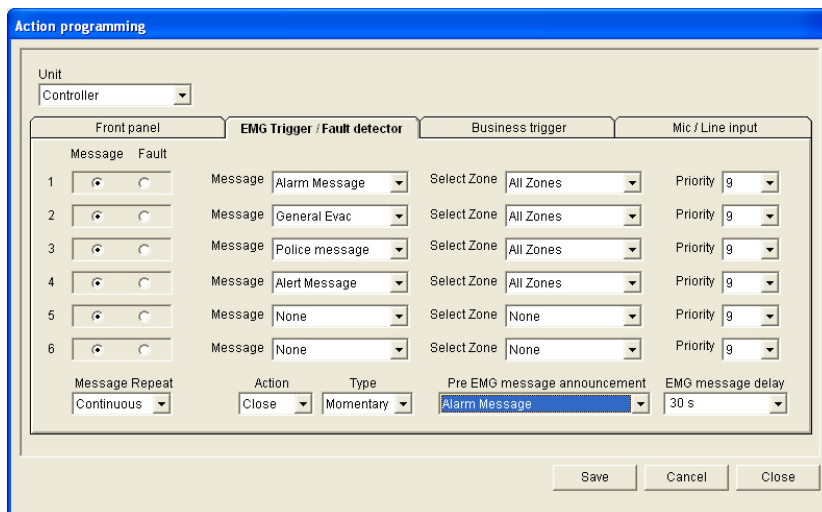 Action programming
Unit
Controller
Front panel EMG Trigger / Fault detector Business trigger Mic / Line input
Message Fault
1 Message Alarm Message Select Zone All Zones Priority 9
2 Message General Evac Select Zone All Zones Priority 9
3 Message Police message Select Zone All Zones Priority 9
4 Message Alert Message Select Zone All Zones Priority 9
5 Message None Select Zone None Priority 9
6 Message None Select Zone None Priority 9
Message Repeat Action Type Pre EMG message announcement EMG message delay
Continuous Close Momentary Alarm Message 30 s
Save Cancel Close